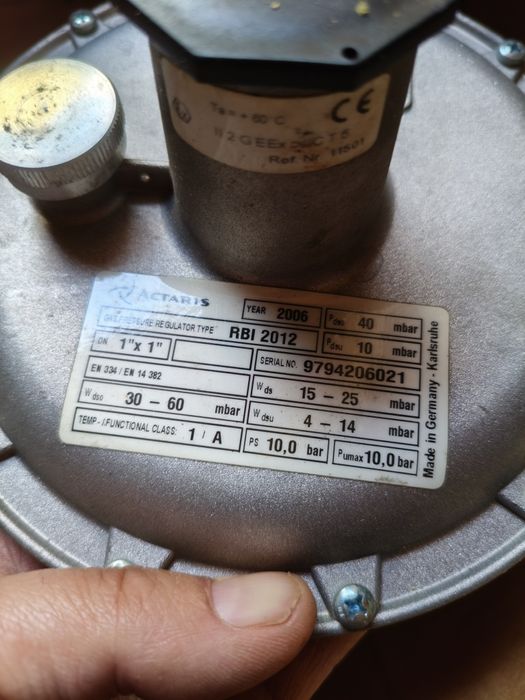 CE
Ta = + 60°C
II 2 G EEx
T 5
Ref. Nr. 11501
ACTARIS
YEAR 2006
Pdso 40 mbar
GAS PRESSURE REGULATOR TYPE RBI 2012
Pdsu 10 mbar
DN 1"x 1"
SERIAL NO. 9794206021
EN 334 / EN 14 382
Wds 15 – 25 mbar
Wdso 30 – 60 mbar
Wdsu 4 – 14 mbar
TEMP- / FUNCTIONAL CLASS: 1 / A
PS 10,0 bar
Pumax 10,0 bar
Made in Germany - Karlsruhe